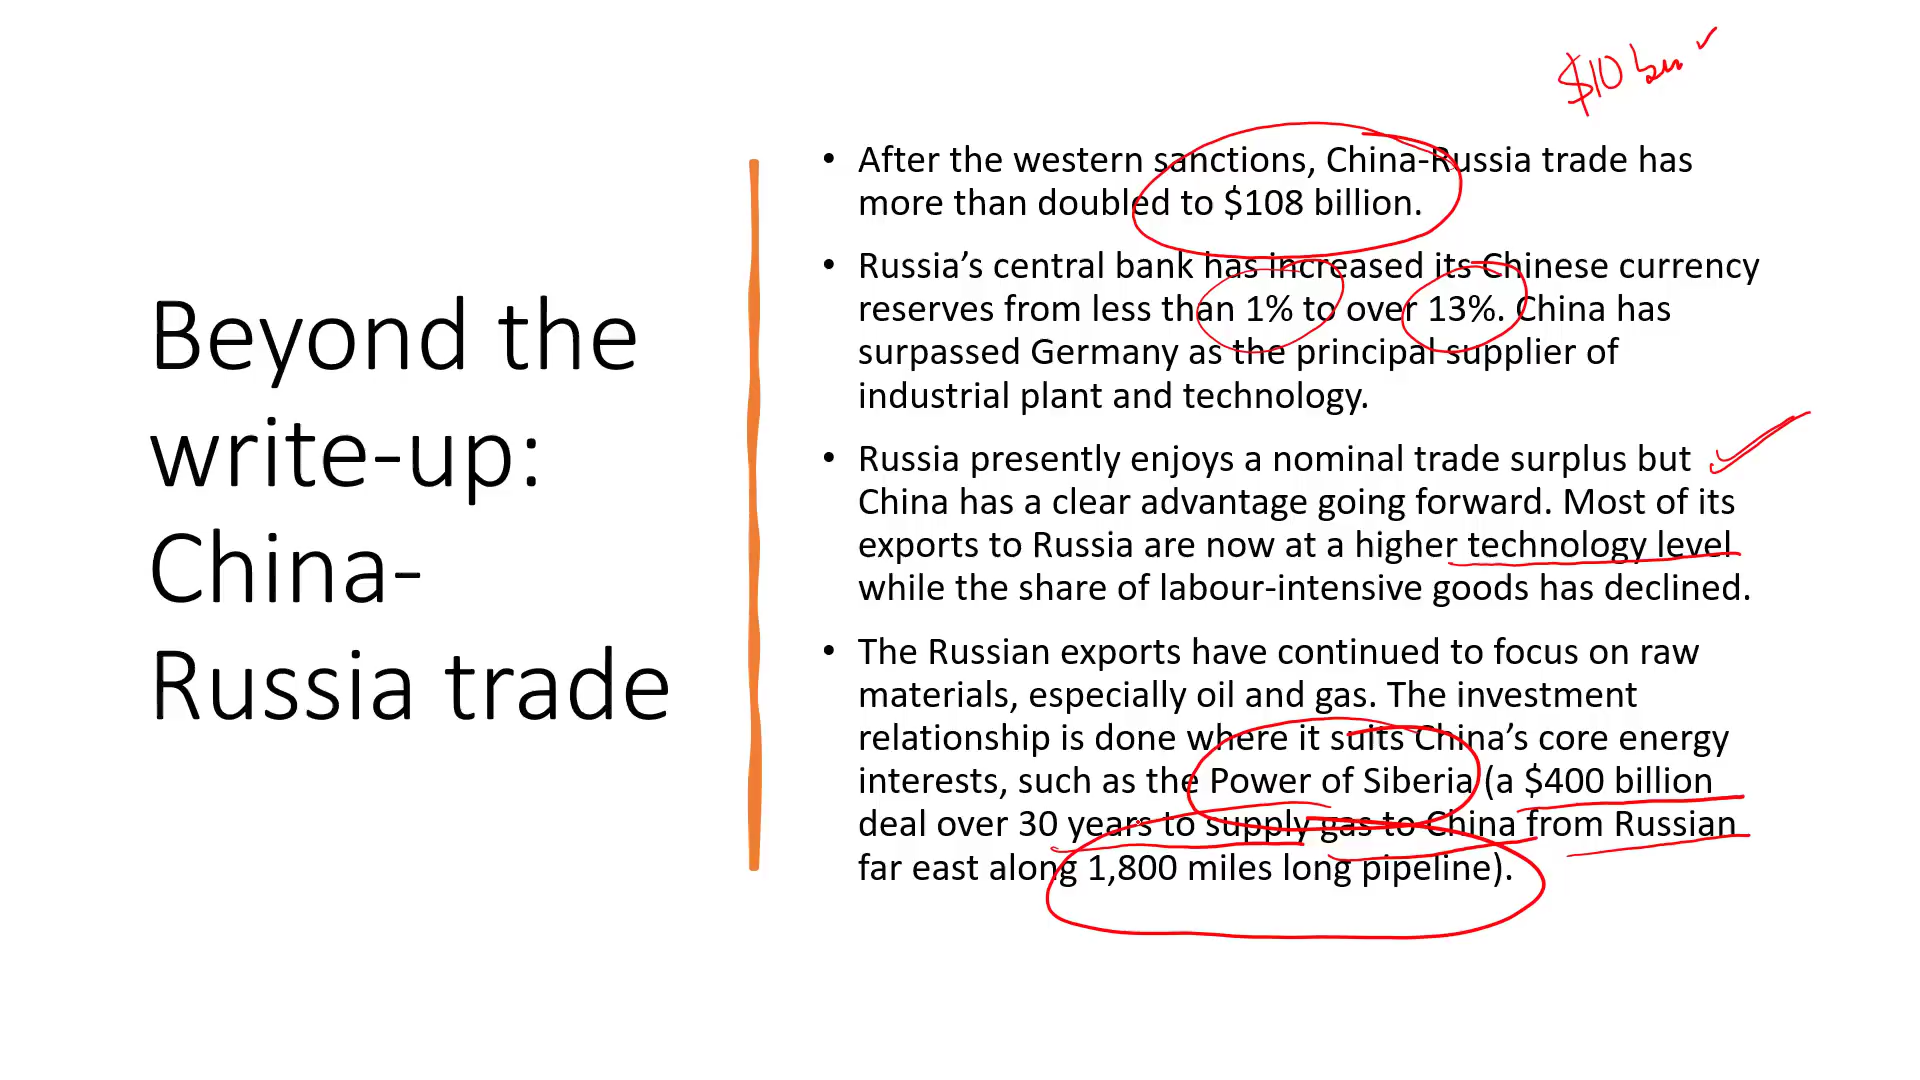 $10 bn
Beyond the
write-up:
China-
Russia trade
• After the western sanctions, China-Russia trade has
more than doubled to $108 billion.
• Russia’s central bank has increased its Chinese currency
reserves from less than 1% to over 13%. China has
surpassed Germany as the principal supplier of
industrial plant and technology.
• Russia presently enjoys a nominal trade surplus but
China has a clear advantage going forward. Most of its
exports to Russia are now at a higher technology level
while the share of labour-intensive goods has declined.
• The Russian exports have continued to focus on raw
materials, especially oil and gas. The investment
relationship is done where it suits China’s core energy
interests, such as the Power of Siberia (a $400 billion
deal over 30 years to supply gas to China from Russian
far east along 1,800 miles long pipeline).